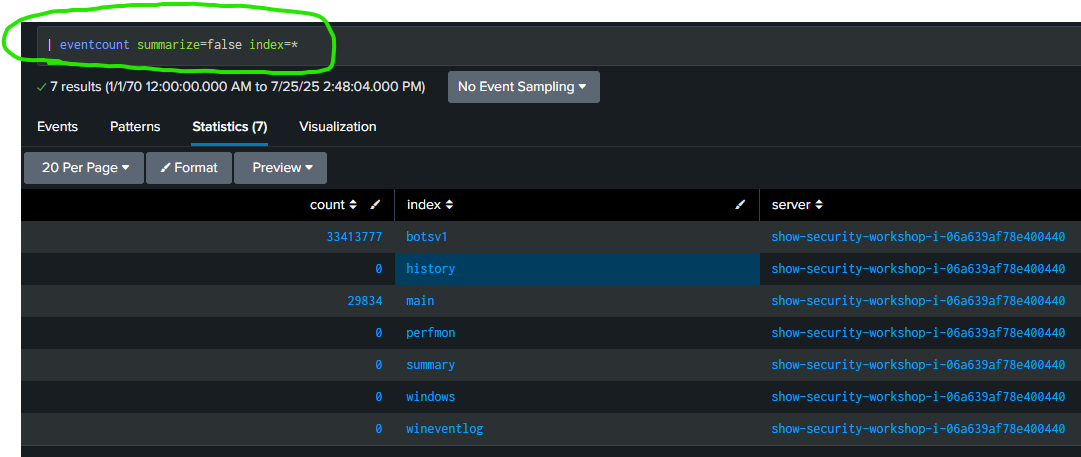 | eventcount summarize=false index=*
7 results (1/1/70 12:00:00.000 AM to 7/25/25 2:48:04.000 PM) No Event Sampling
Events Patterns Statistics (7) Visualization
20 Per Page Format Preview
count index server
33413777 botsv1 show-security-workshop-i-06a639af78e400440
0 history show-security-workshop-i-06a639af78e400440
29834 main show-security-workshop-i-06a639af78e400440
0 perfmon show-security-workshop-i-06a639af78e400440
0 summary show-security-workshop-i-06a639af78e400440
0 windows show-security-workshop-i-06a639af78e400440
0 wineventlog show-security-workshop-i-06a639af78e400440